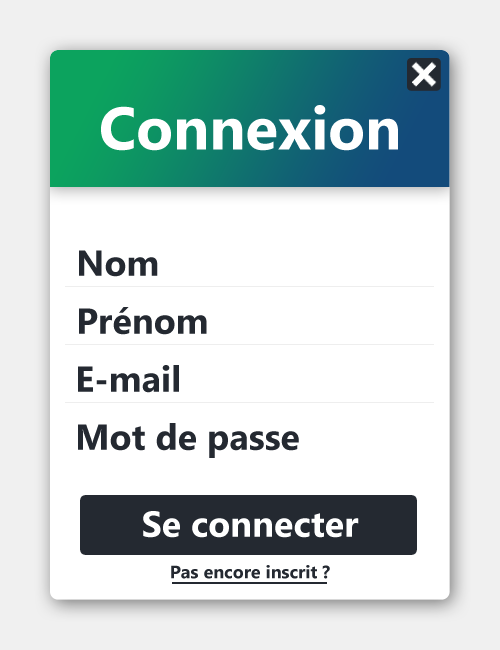 Connexion
Nom
Prénom
E-mail
Mot de passe
Se connecter
Pas encore inscrit ?